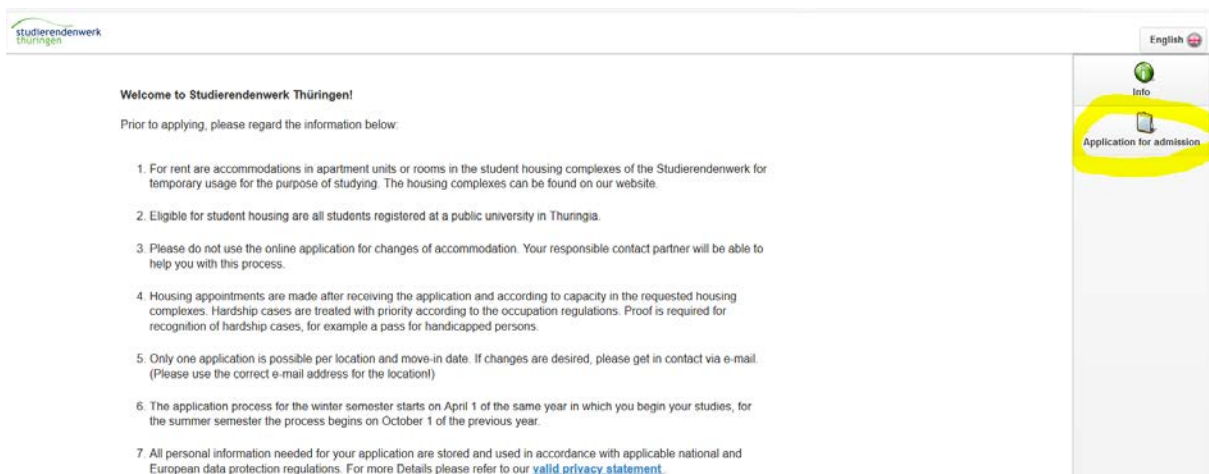 studierendenwerk
thüringen
English
Info
Application for admission
Welcome to Studierendenwerk Thüringen!
Prior to applying, please regard the information below:
1. For rent are accommodations in apartment units or rooms in the student housing complexes of the Studierendenwerk for
temporary usage for the purpose of studying. The housing complexes can be found on our website.
2. Eligible for student housing are all students registered at a public university in Thuringia.
3. Please do not use the online application for changes of accommodation. Your responsible contact partner will be able to
help you with this process.
4. Housing appointments are made after receiving the application and according to capacity in the requested housing
complexes. Hardship cases are treated with priority according to the occupation regulations. Proof is required for
recognition of hardship cases, for example a pass for handicapped persons.
5. Only one application is possible per location and move-in date. If changes are desired, please get in contact via e-mail.
(Please use the correct e-mail address for the location!)
6. The application process for the winter semester starts on April 1 of the same year in which you begin your studies, for
the summer semester the process begins on October 1 of the previous year.
7. All personal information needed for your application are stored and used in accordance with applicable national and
European data protection regulations. For more Details please refer to our valid privacy statement.